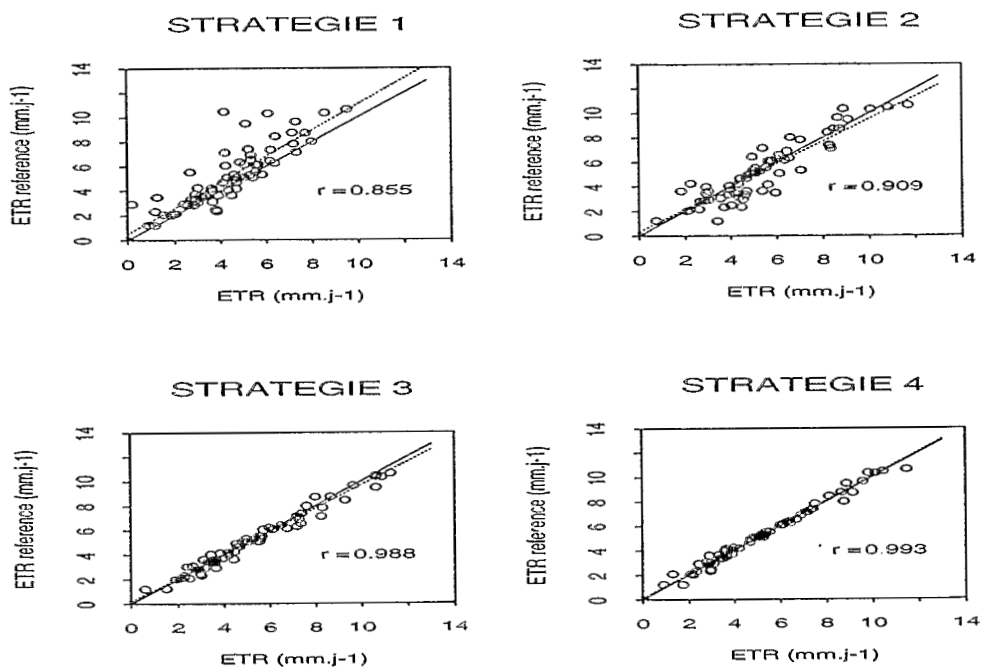 STRATEGIE 1
ETR reference (mm.j-1)
14
12
10
8
6
4
2
0
r = 0.855
0 2 4 6 8 10 12 14
ETR (mm.j-1)
STRATEGIE 2
ETR reference (mm.j-1)
14
12
10
8
6
4
2
0
r = 0.909
0 2 4 6 8 10 12 14
ETR (mm.j-1)
STRATEGIE 3
ETR reference (mm.j-1)
14
12
10
8
6
4
2
0
r = 0.988
0 2 4 6 8 10 12 14
ETR (mm.j-1)
STRATEGIE 4
ETR reference (mm.j-1)
14
12
10
8
6
4
2
0
r = 0.993
0 2 4 6 8 10 12 14
ETR (mm.j-1)